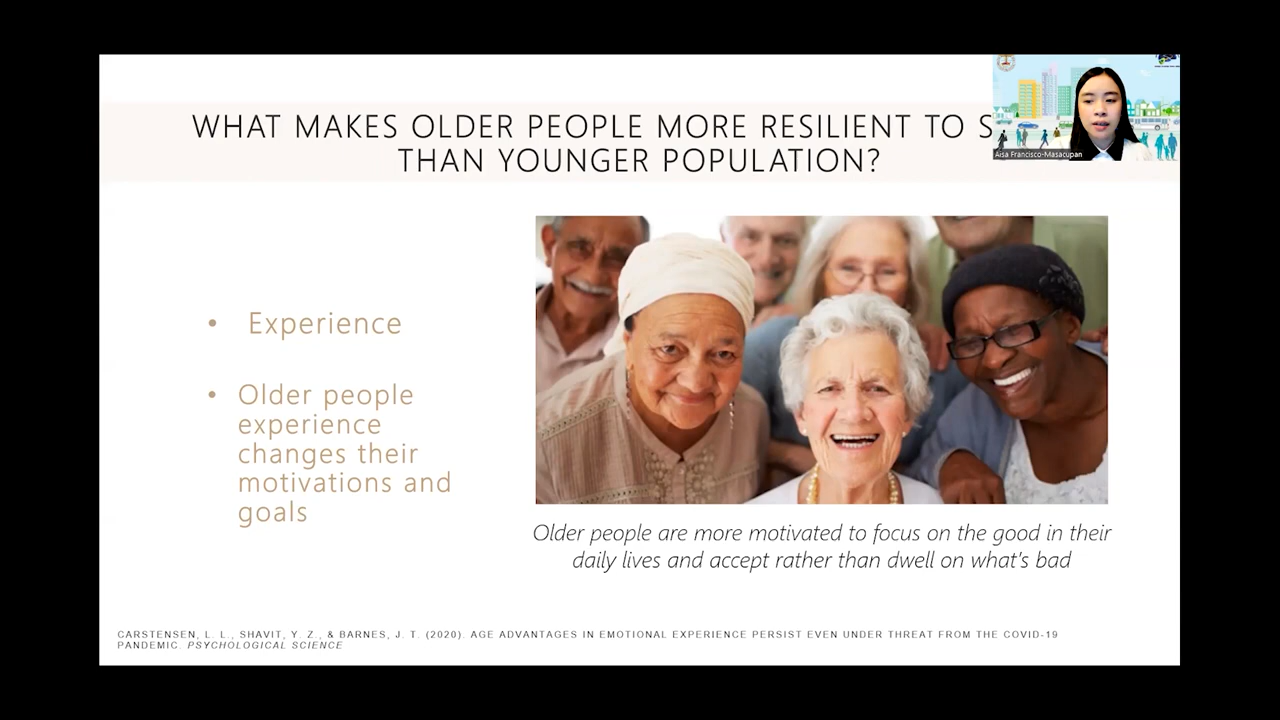 WHAT MAKES OLDER PEOPLE MORE RESILIENT TO
THAN YOUNGER POPULATION?
Aisa Francisco-Masacupan
• Experience
• Older people
experience
changes their
motivations and
goals
Older people are more motivated to focus on the good in their
daily lives and accept rather than dwell on what's bad
CARSTENSEN, L. L., SHAVIT, Y. Z., & BARNES, J. T. (2020). AGE ADVANTAGES IN EMOTIONAL EXPERIENCE PERSIST EVEN UNDER THREAT FROM THE COVID-19
PANDEMIC. PSYCHOLOGICAL SCIENCE